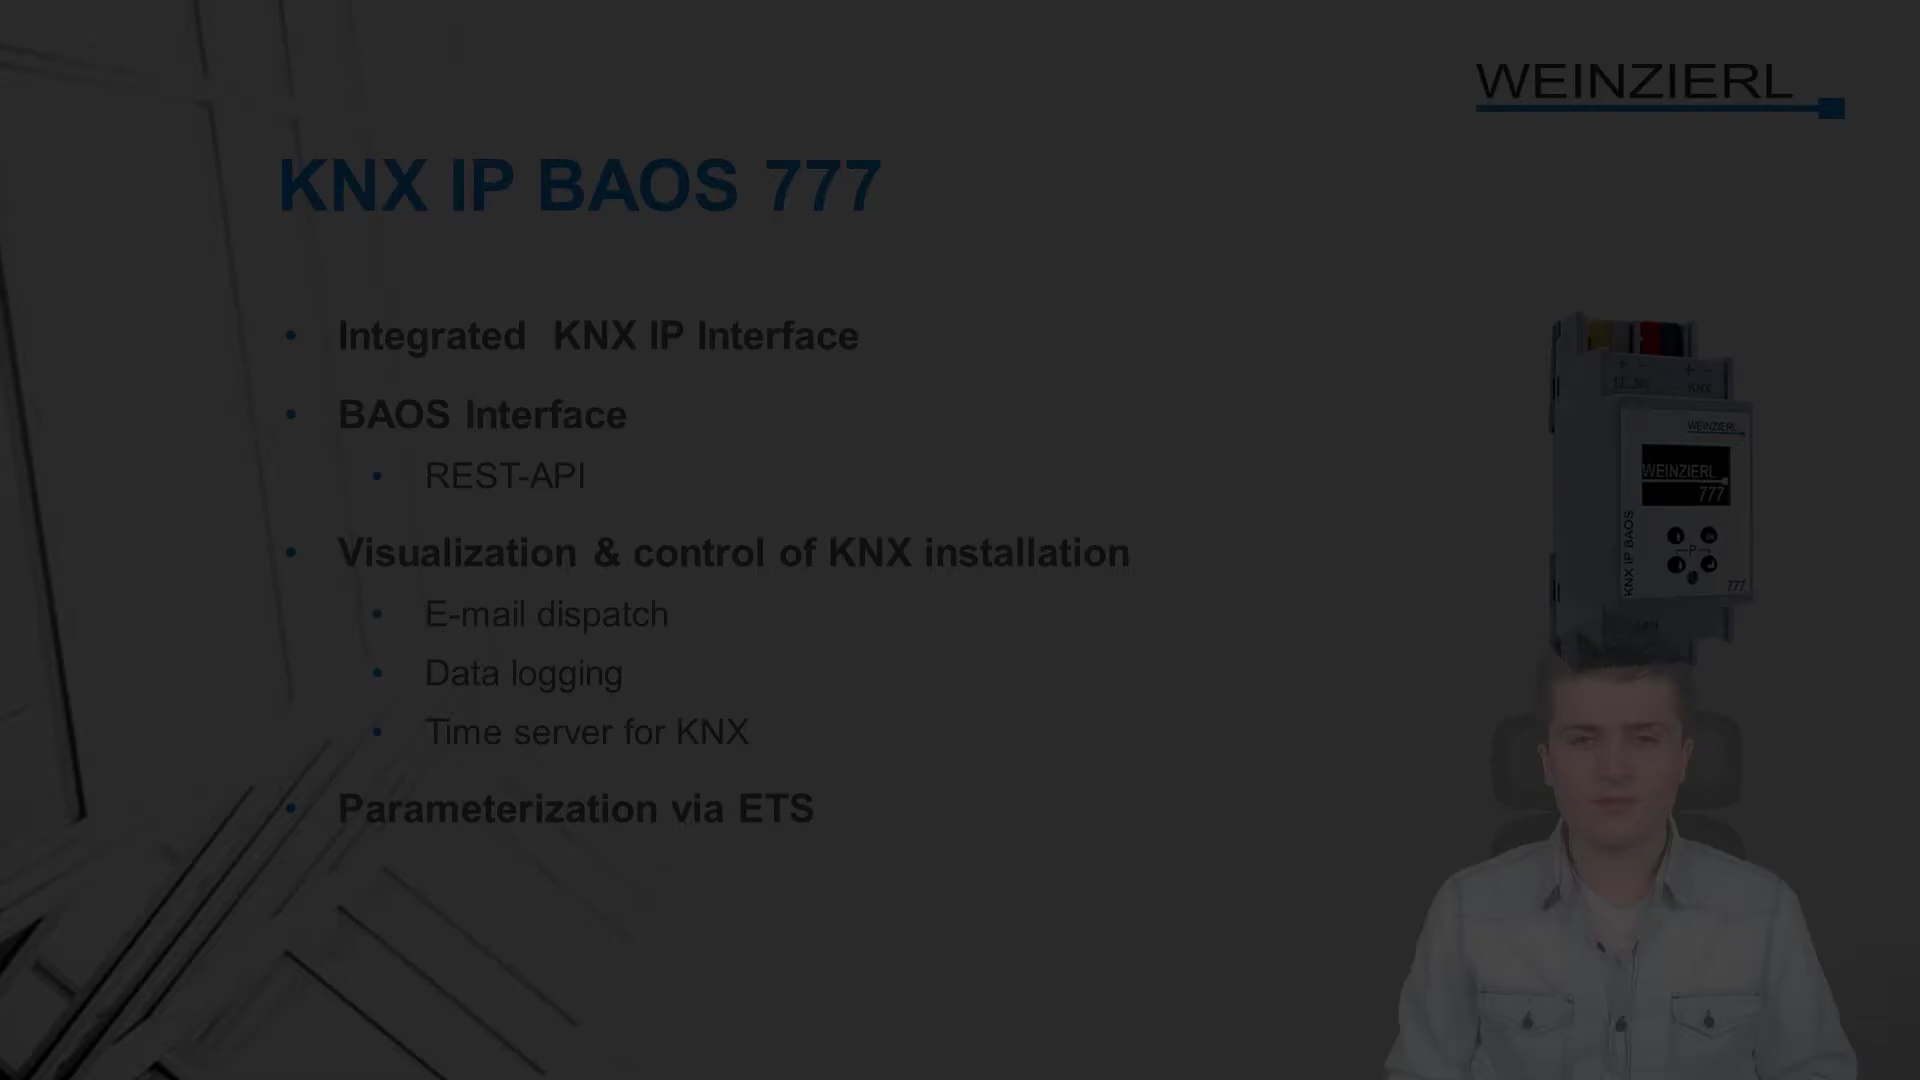 WEINZIERL
KNX IP BAOS 777
• Integrated KNX IP Interface
• BAOS Interface
• REST-API
• Visualization & control of KNX installation
• E-mail dispatch
• Data logging
• Time server for KNX
• Parameterization via ETS
+ - + -
KNX
WEINZIERL
WEINZIERL
777
P
KNX IP BAOS
777